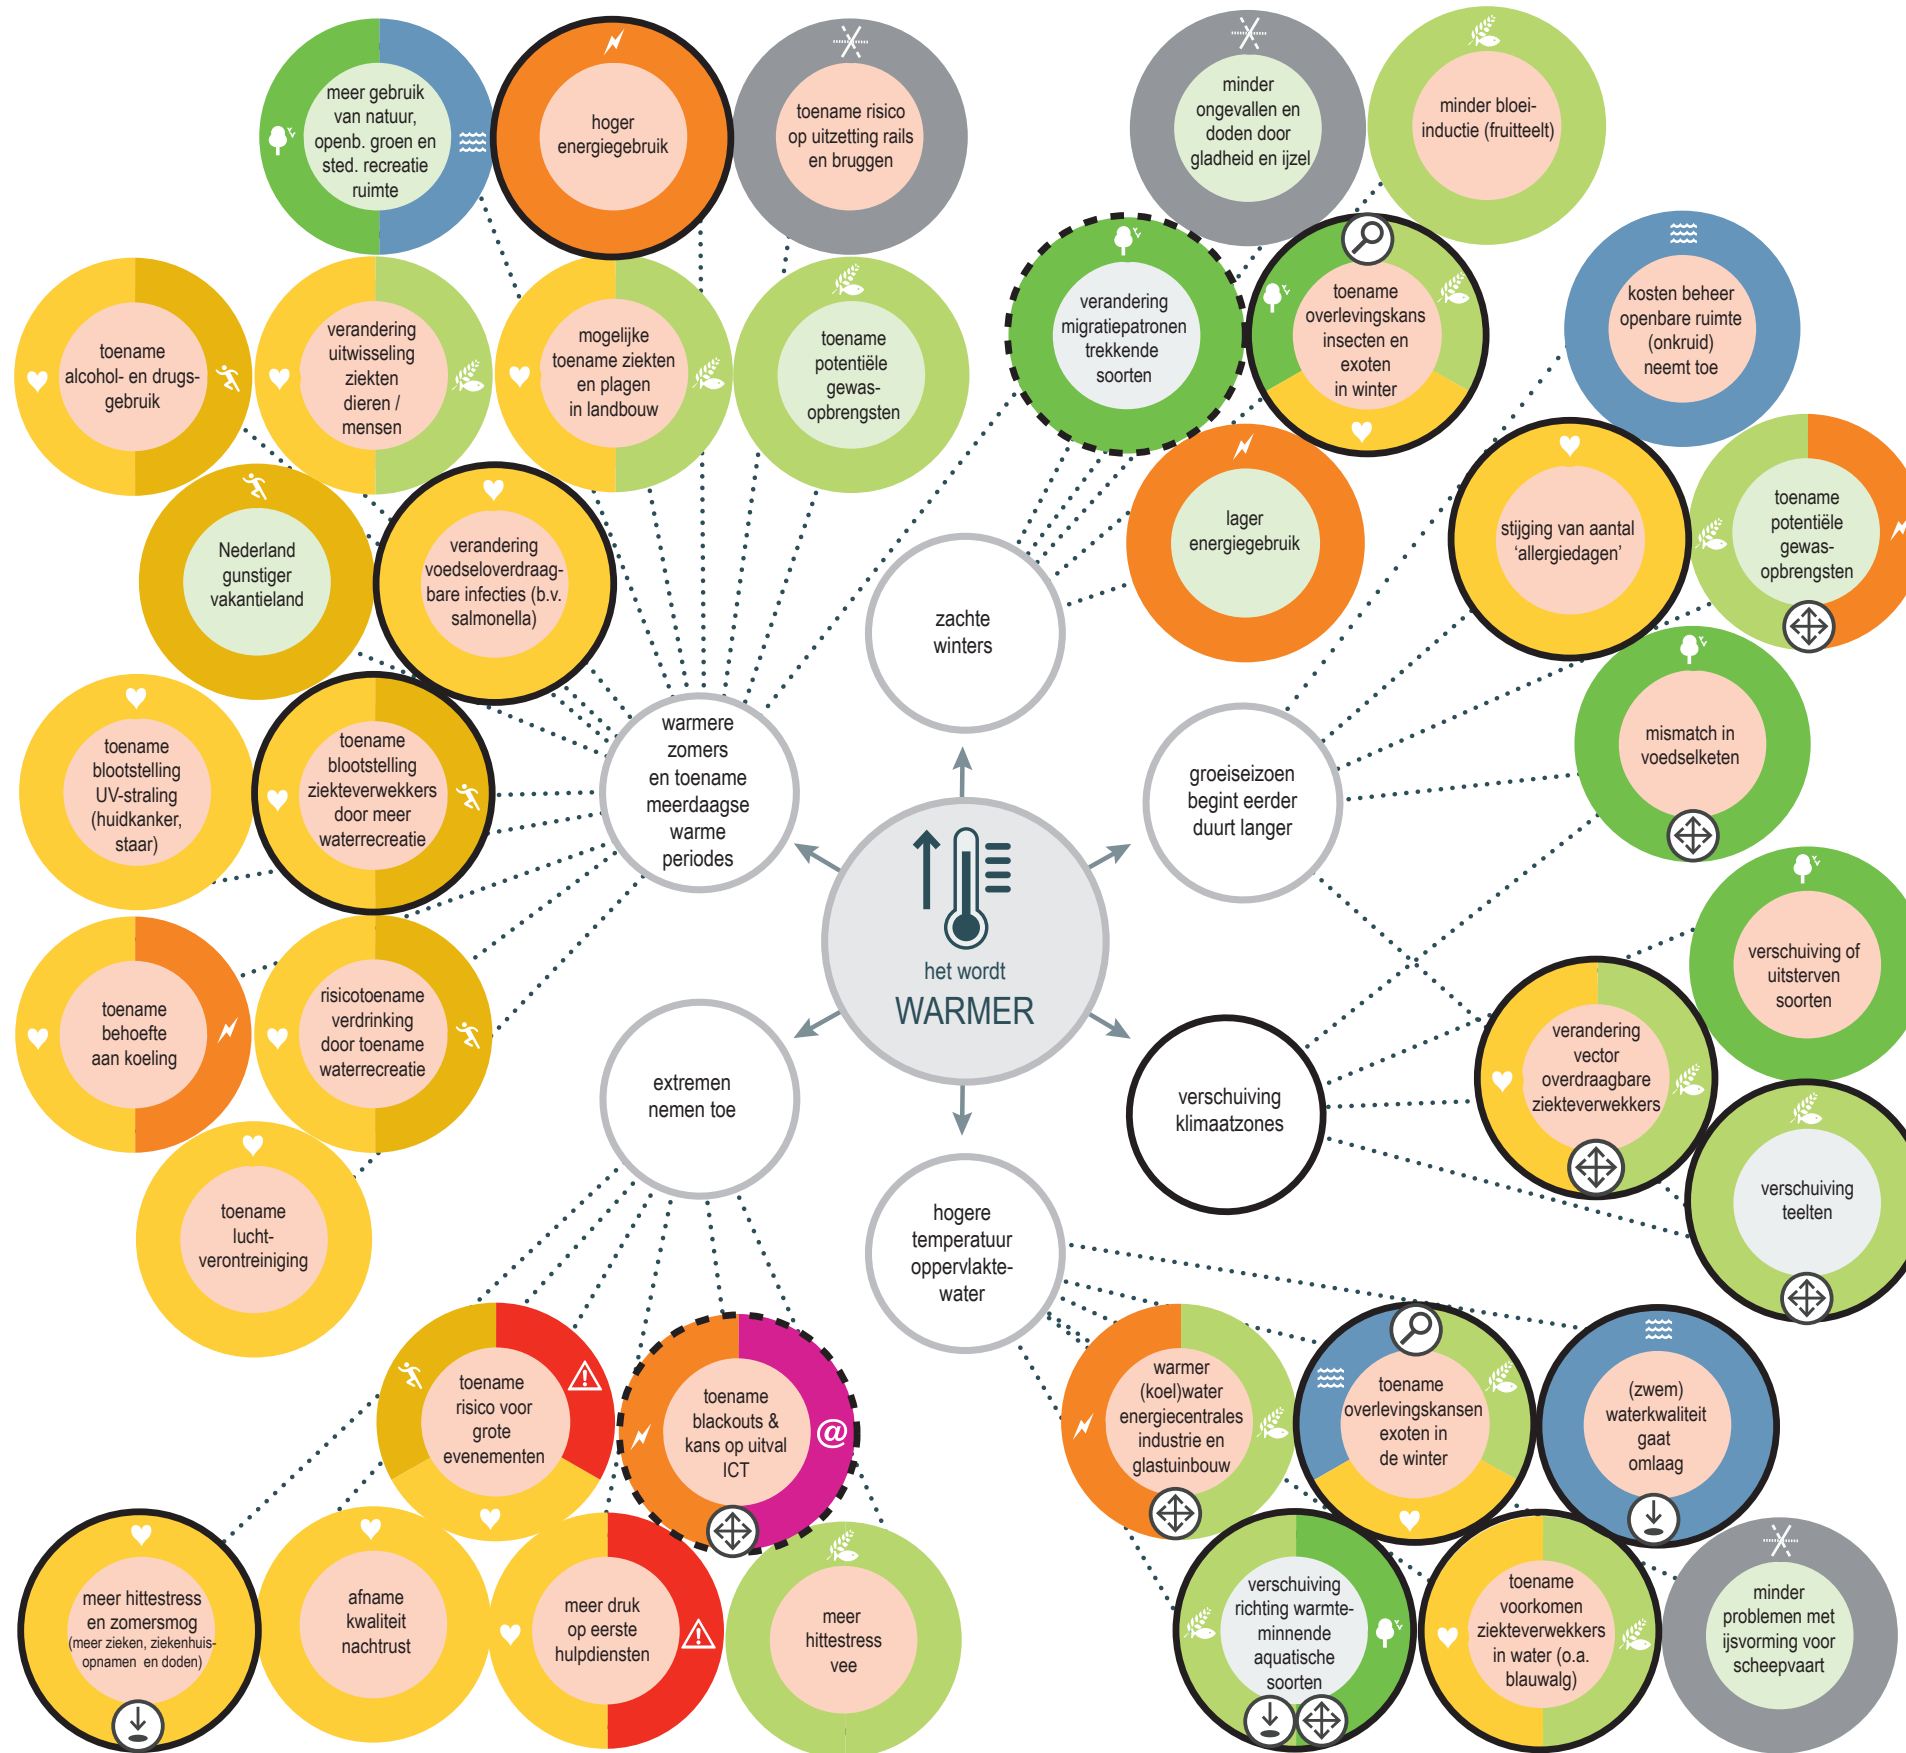 meer gebruik
van natuur,
openb. groen en
sted. recreatie
ruimte
hoger
energiegebruik
toename risico
op uitzetting rails
en bruggen
minder
ongevallen en
doden door
gladheid en ijzel
minder bloei-
inductie (fruitteelt)
toename
alcohol- en drugs-
gebruik
verandering
uitwisseling
ziekten
dieren /
mensen
mogelijke
toename ziekten
en plagen
in landbouw
toename
potentiële
gewas-
opbrengsten
verandering
migratiepatronen
trekkende
soorten
toename
overlevingskans
insecten en
exoten
in winter
kosten beheer
openbare ruimte
(onkruid)
neemt toe
Nederland
gunstiger
vakantieland
verandering
voedseloverdraag-
bare infecties (b.v.
salmonella)
lager
energiegebruik
stijging van aantal
‘allergiedagen’
toename
potentiële
gewas-
opbrengsten
zachte
winters
toename
blootstelling
UV-straling
(huidkanker,
staar)
toename
blootstelling
ziekteverwekkers
door meer
waterrecreatie
warmere
zomers
en toename
meerdaagse
warme
periodes
groeiseizoen
begint eerder
duurt langer
mismatch in
voedselketen
het wordt
WARMER
toename
behoefte
aan koeling
risicotoename
verdrinking
door toename
waterrecreatie
verschuiving of
uitsterven
soorten
extremen
nemen toe
verschuiving
klimaatzones
verandering
vector
overdraagbare
ziekteverwekkers
toename
lucht-
verontreiniging
hogere
temperatuur
oppervlakte-
water
verschuiving
teelten
toename
risico voor
grote
evenementen
toename
blackouts &
kans op uitval
ICT
@
warmer
(koel)water
energiecentrales
industrie en
glastuinbouw
toename
overlevingskansen
exoten in
de winter
(zwem)
waterkwaliteit
gaat
omlaag
meer hittestress
en zomersmog
(meer zieken, ziekenhuis-
opnamen en doden)
afname
kwaliteit
nachtrust
meer druk
op eerste
hulpdiensten
meer
hittestress
vee
verschuiving
richting warmte-
minnende
aquatische
soorten
toename
voorkomen
ziekteverwekkers
in water (o.a.
blauwalg)
minder
problemen met
ijsvorming voor
scheepvaart